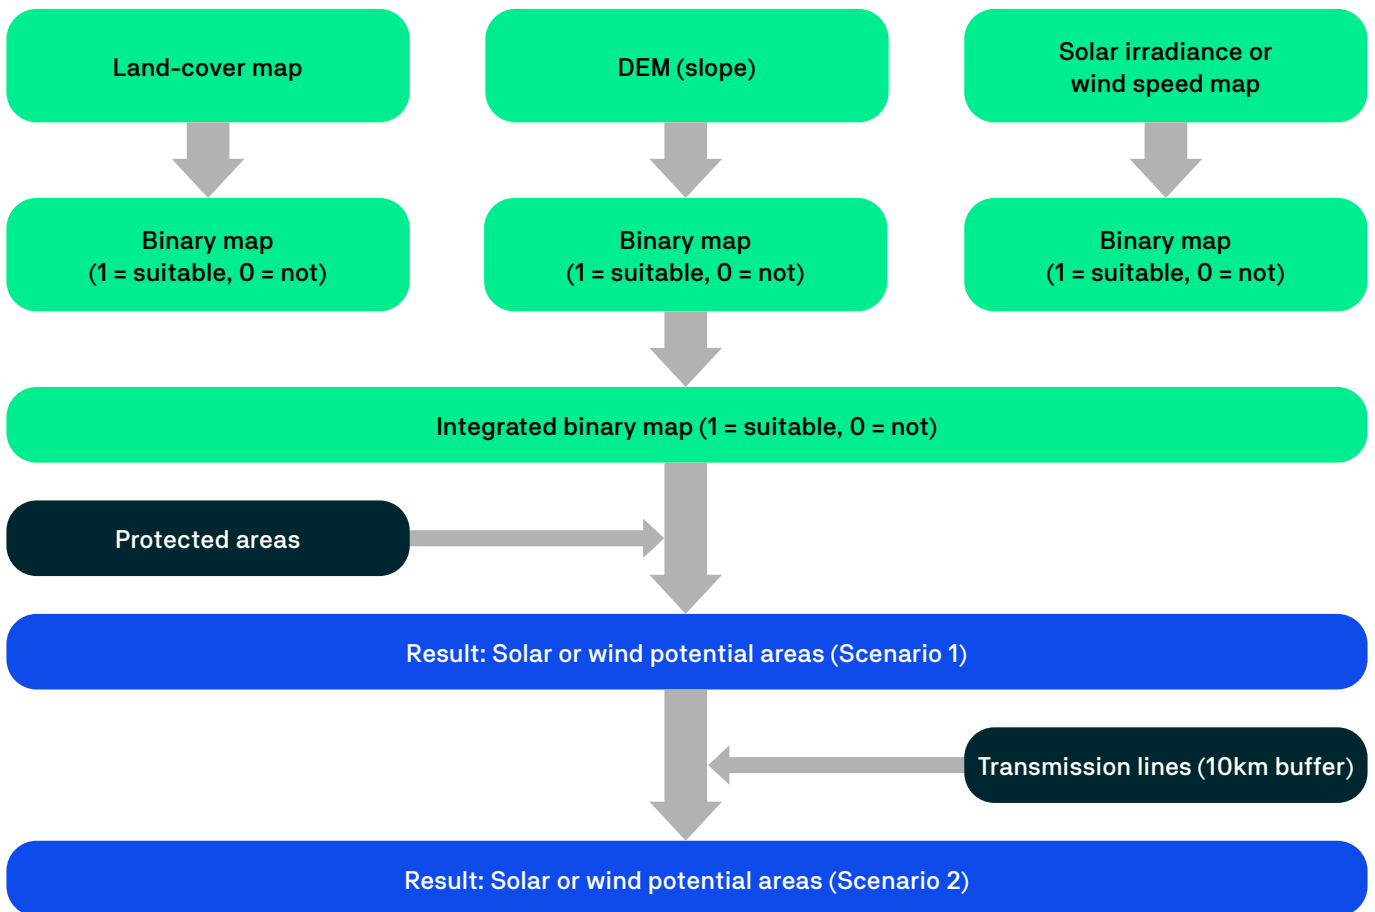 Land-cover map
DEM (slope)
Solar irradiance or
wind speed map
Binary map
(1 = suitable, 0 = not)
Binary map
(1 = suitable, 0 = not)
Binary map
(1 = suitable, 0 = not)
Integrated binary map (1 = suitable, 0 = not)
Protected areas
Result: Solar or wind potential areas (Scenario 1)
Transmission lines (10km buffer)
Result: Solar or wind potential areas (Scenario 2)